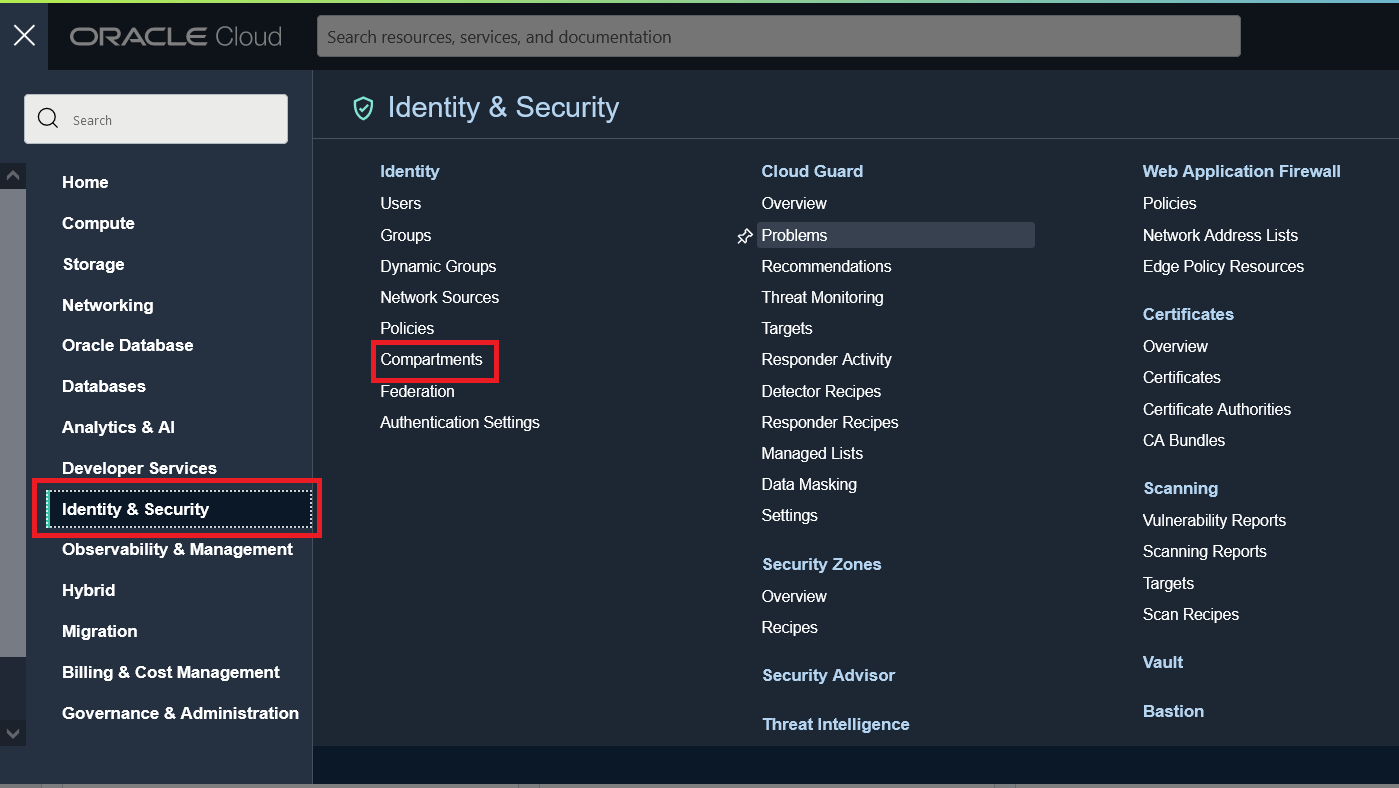 ORACLE Cloud
Search resources, services, and documentation
Search
Home
Compute
Storage
Networking
Oracle Database
Databases
Analytics & AI
Developer Services
Identity & Security
Observability & Management
Hybrid
Migration
Billing & Cost Management
Governance & Administration
Identity & Security
Identity
Users
Groups
Dynamic Groups
Network Sources
Policies
Compartments
Federation
Authentication Settings
Cloud Guard
Overview
Problems
Recommendations
Threat Monitoring
Targets
Responder Activity
Detector Recipes
Responder Recipes
Managed Lists
Data Masking
Settings
Security Zones
Overview
Recipes
Security Advisor
Threat Intelligence
Web Application Firewall
Policies
Network Address Lists
Edge Policy Resources
Certificates
Overview
Certificates
Certificate Authorities
CA Bundles
Scanning
Vulnerability Reports
Scanning Reports
Targets
Scan Recipes
Vault
Bastion